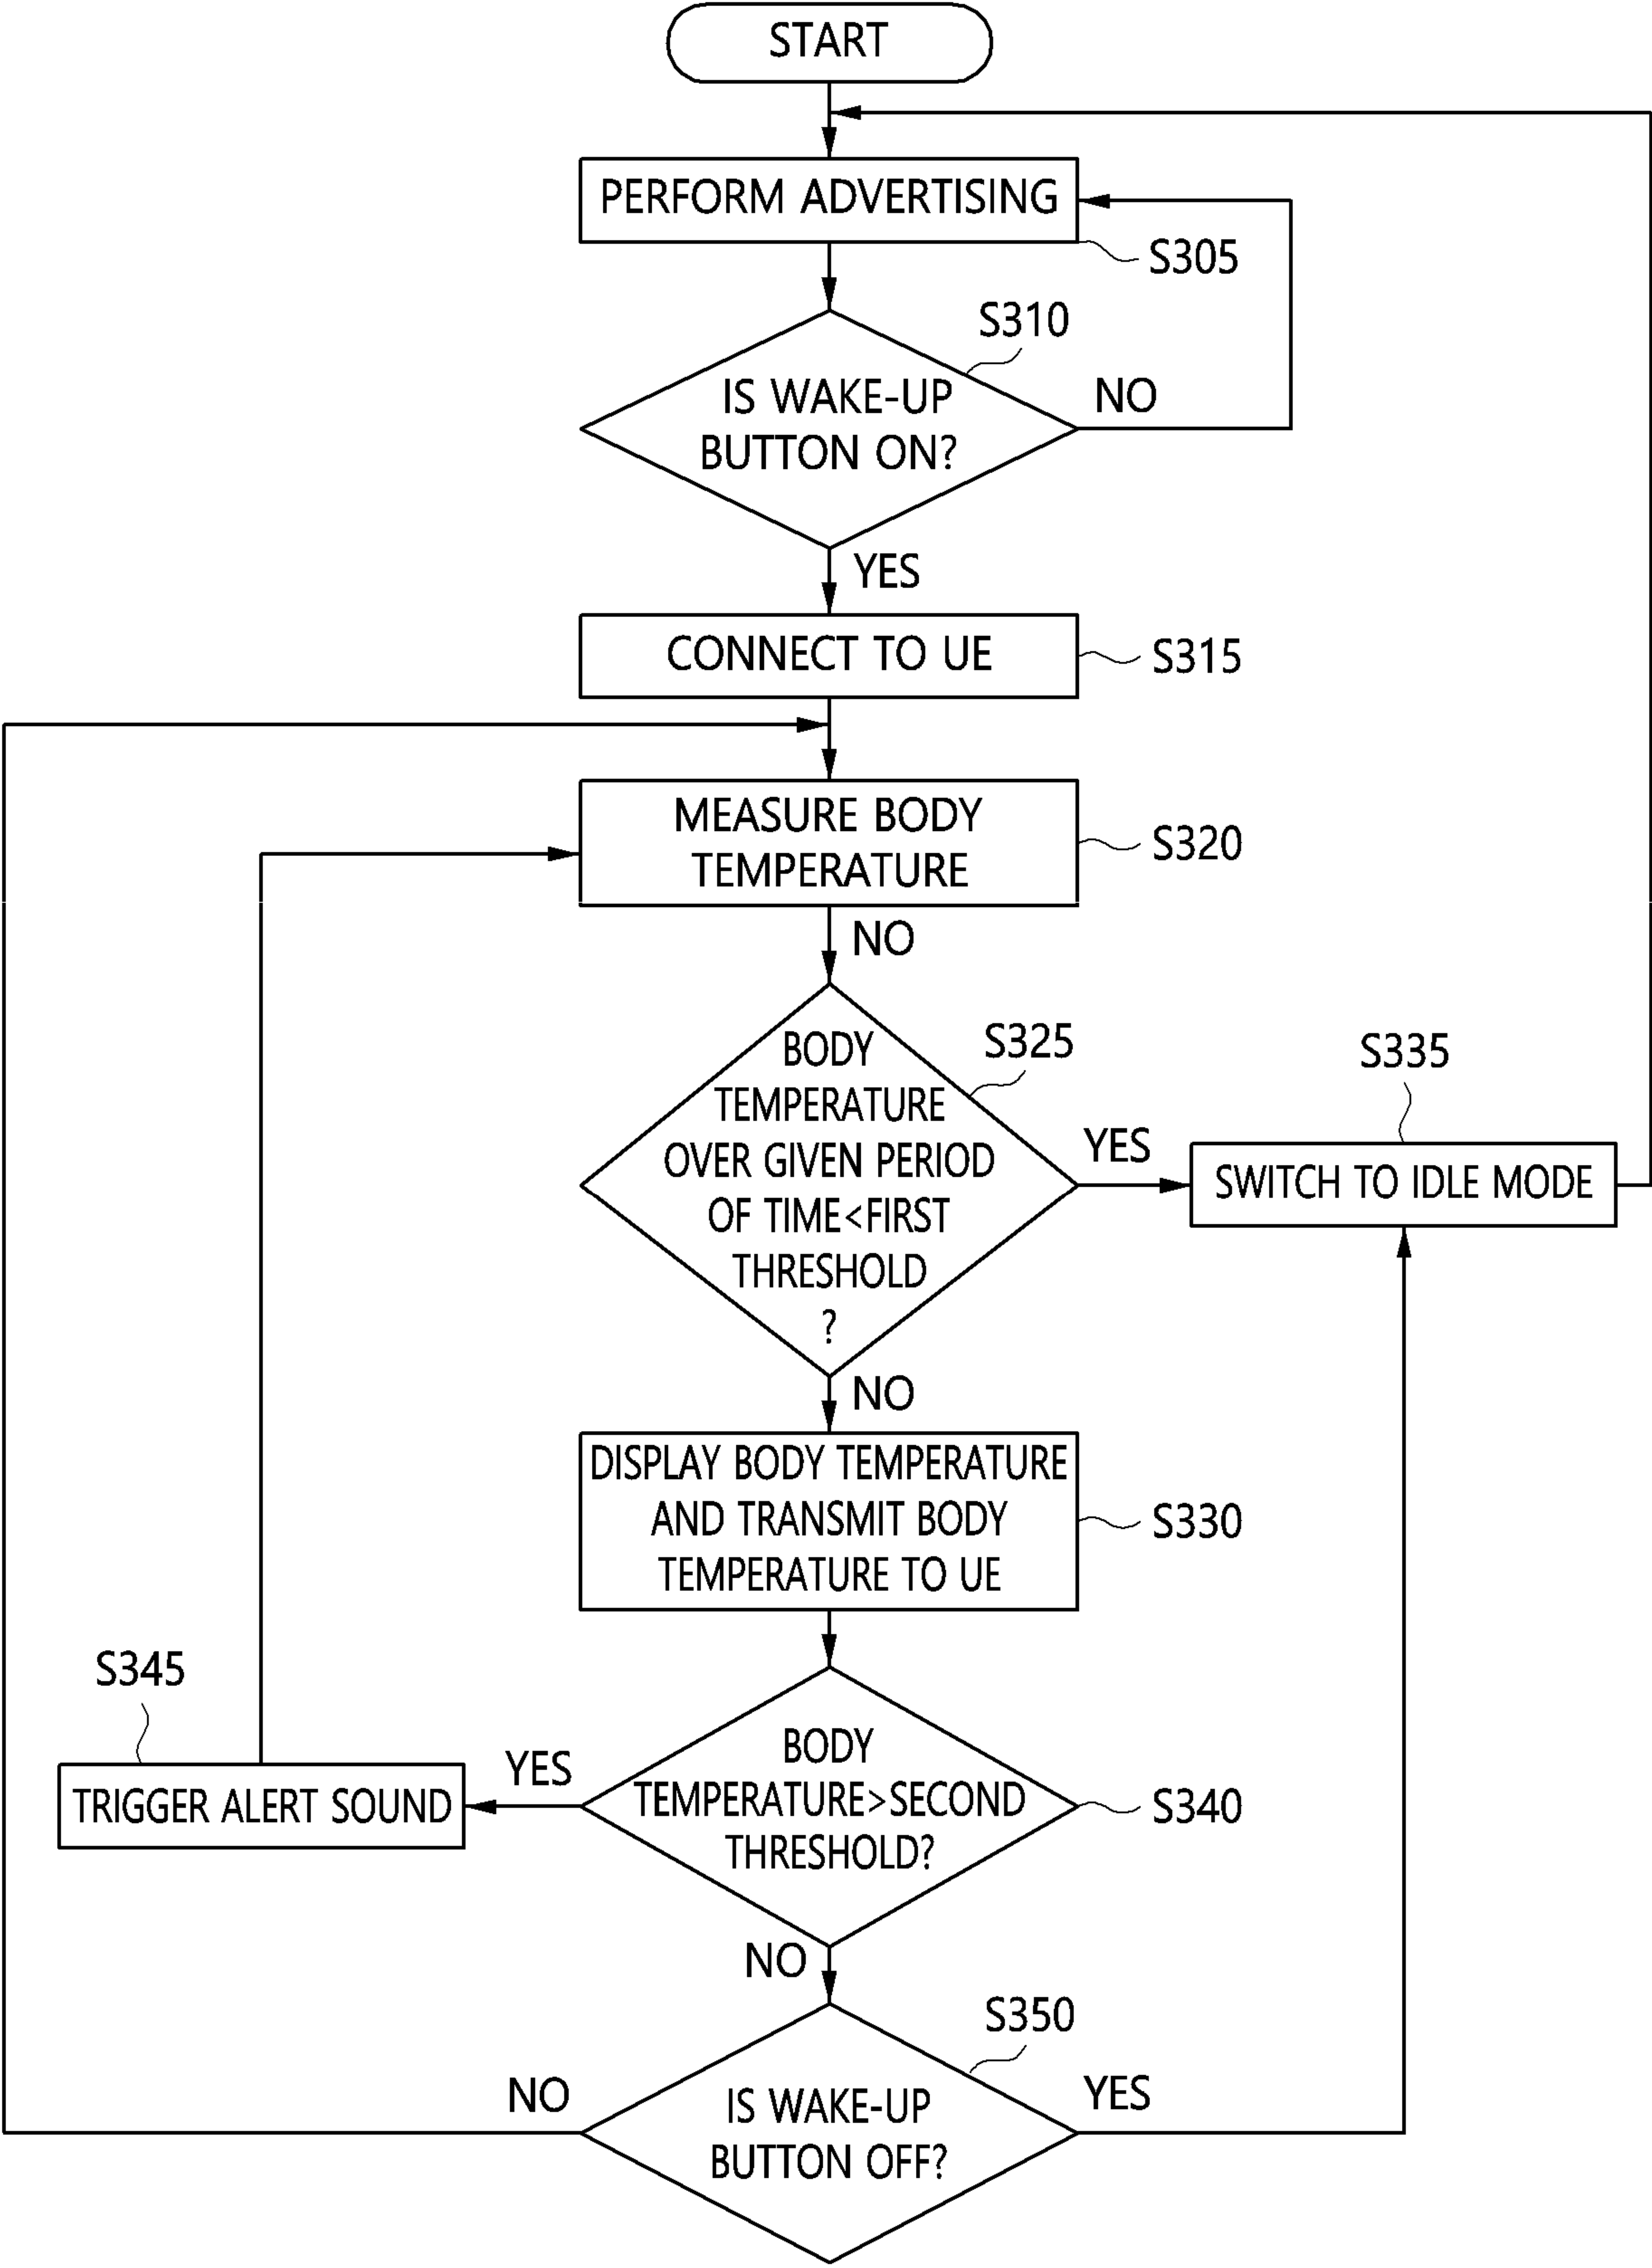 START
PERFORM ADVERTISING
S305
S310
IS WAKE-UP
BUTTON ON?
NO
YES
CONNECT TO UE
S315
MEASURE BODY
TEMPERATURE
S320
NO
S325
BODY
TEMPERATURE
OVER GIVEN PERIOD
OF TIME<FIRST
THRESHOLD
?
YES
S335
SWITCH TO IDLE MODE
NO
DISPLAY BODY TEMPERATURE
AND TRANSMIT BODY
TEMPERATURE TO UE
S330
S345
TRIGGER ALERT SOUND
YES
BODY
TEMPERATURE>SECOND
THRESHOLD?
S340
NO
S350
NO
IS WAKE-UP
BUTTON OFF?
YES